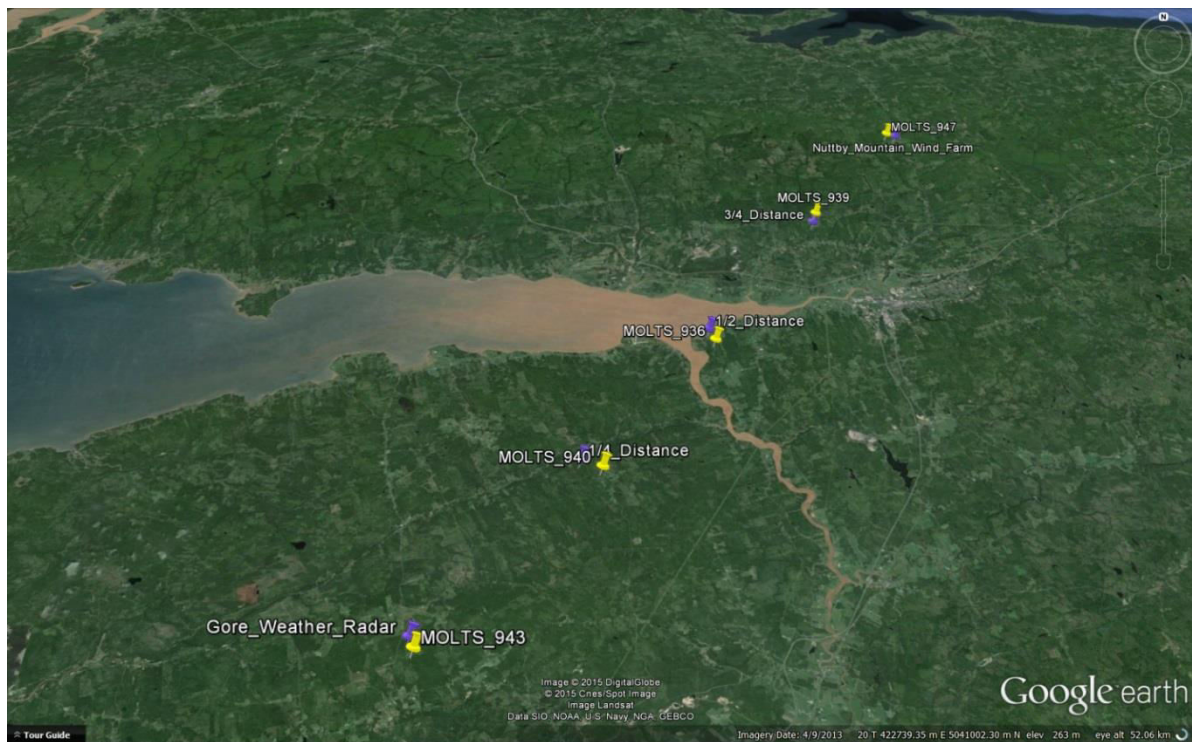 N
MOLTS_947
Nuttby_Mountain_Wind_Farm
MOLTS_939
3/4_Distance
1/2_Distance
MOLTS_936
1/4_Distance
MOLTS_940
Gore_Weather_Radar
MOLTS_943
Image © 2015 DigitalGlobe
© 2015 Cnes/Spot Image
Image Landsat
Data SIO, NOAA, U.S. Navy, NGA, GEBCO
Google earth
Tour Guide
Imagery Date: 4/9/2013 20 T 422739.35 m E 5041002.30 m N elev 263 m eye alt 52.06 km